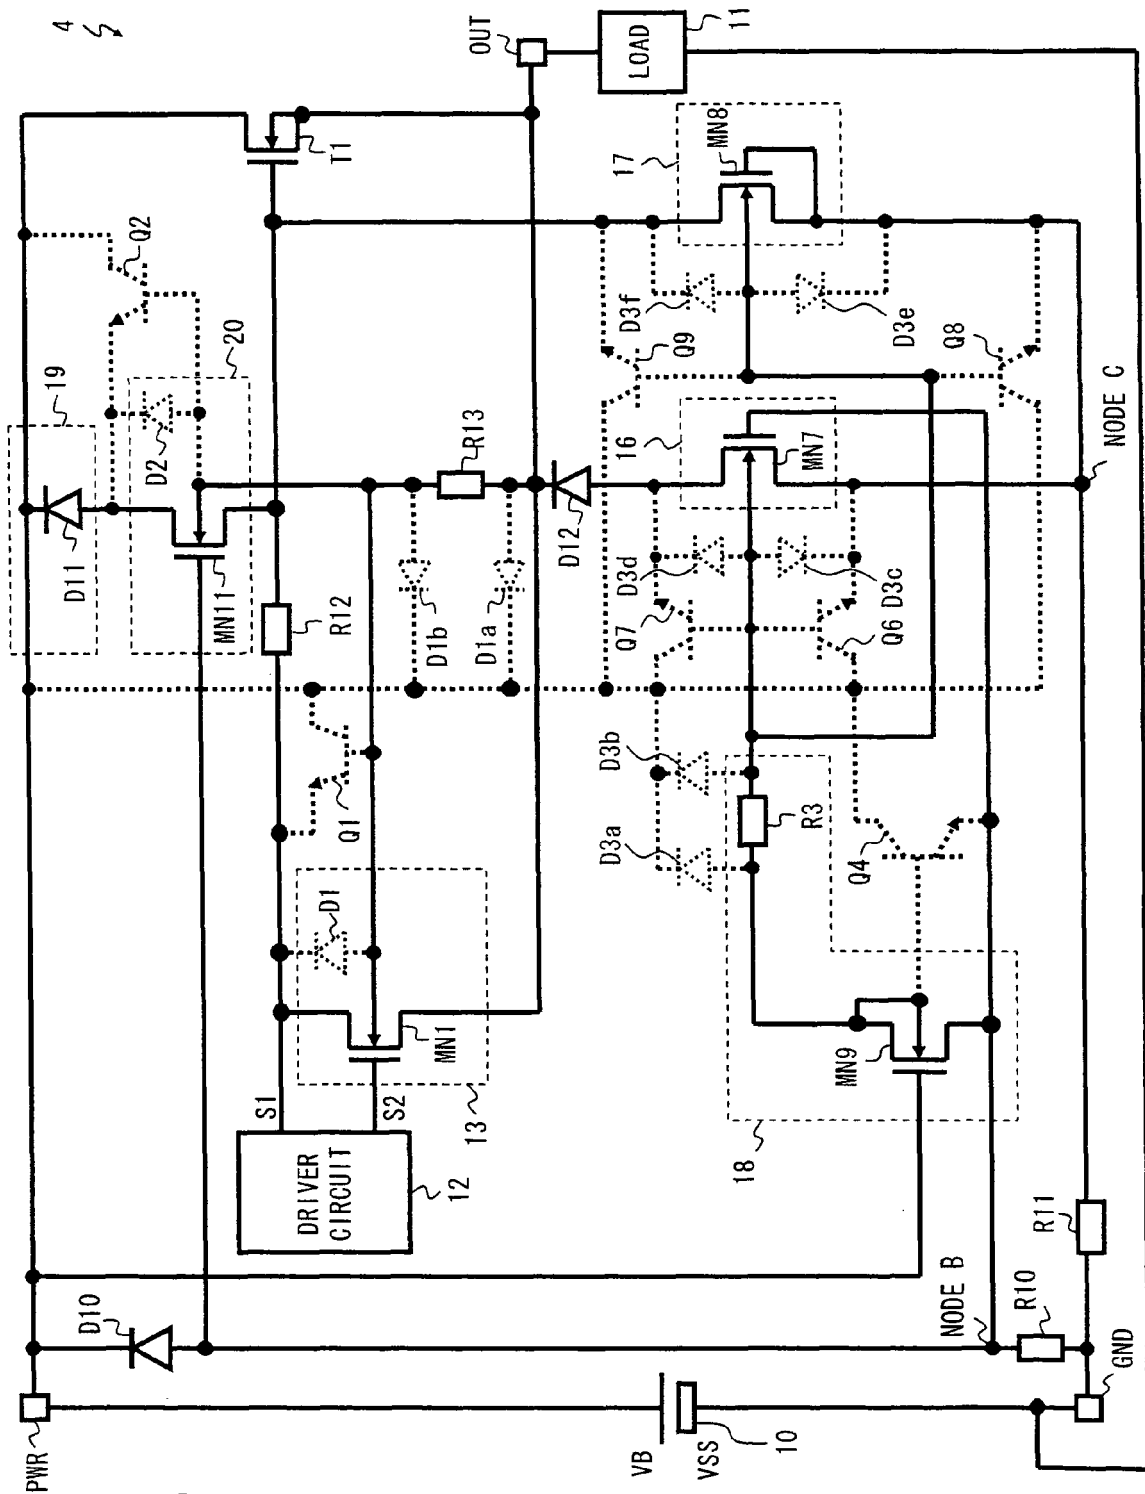 4
PWR
D10
DRIVER
CIRCUIT
12
S1
S2
13
MN1
D1
Q1
R12
D11
19
MN11
D2
20
Q2
T1
OUT
LOAD
11
D1b
D1a
R13
D12
VB
VSS
10
NODE B
R10
GND
R11
18
MN9
Q4
R3
D3a
D3b
Q7
Q6
D3d
D3c
16
MN7
Q9
Q8
D3f
D3e
17
MN8
NODE C